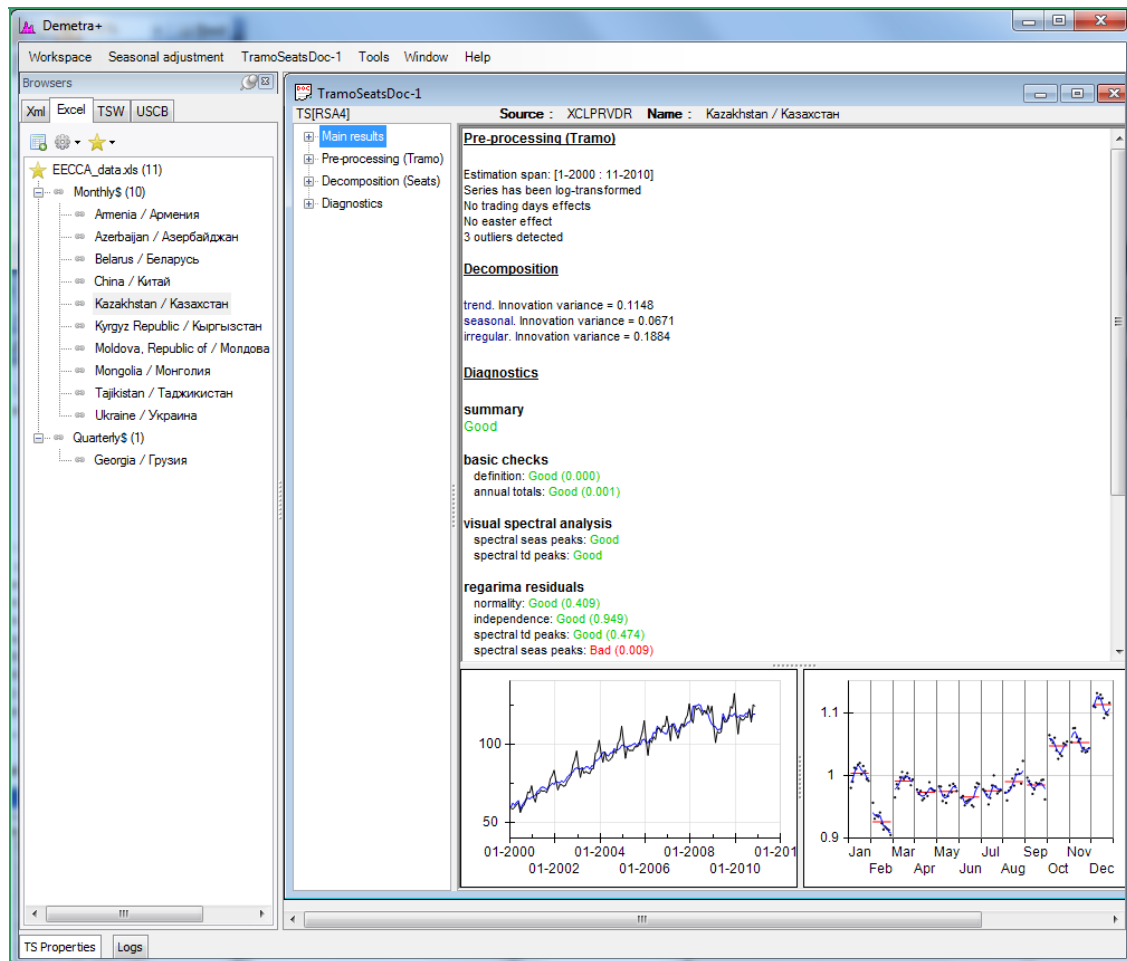 Demetra+
Workspace Seasonal adjustment TramoSeatsDoc-1 Tools Window Help
Browsers
Xml Excel TSW USCB
EECCA_data.xls (11)
Monthly$ (10)
Armenia / Армения
Azerbaijan / Азербайджан
Belarus / Беларусь
China / Китай
Kazakhstan / Казахстан
Kyrgyz Republic / Кыргызстан
Moldova, Republic of / Молдова
Mongolia / Монголия
Tajikistan / Таджикистан
Ukraine / Украина
Quarterly$ (1)
Georgia / Грузия
TramoSeatsDoc-1
TS[RSA4] Source : XCLPRVDR Name : Kazakhstan / Казахстан
Main results
Pre-processing (Tramo)
Decomposition (Seats)
Diagnostics
Pre-processing (Tramo)
Estimation span: [1-2000 : 11-2010]
Series has been log-transformed
No trading days effects
No easter effect
3 outliers detected
Decomposition
trend. Innovation variance = 0.1148
seasonal. Innovation variance = 0.0671
irregular. Innovation variance = 0.1884
Diagnostics
summary
Good
basic checks
definition: Good (0.000)
annual totals: Good (0.001)
visual spectral analysis
spectral seas peaks: Good
spectral td peaks: Good
regarima residuals
normality: Good (0.409)
independence: Good (0.949)
spectral td peaks: Good (0.474)
spectral seas peaks: Bad (0.009)
100
50
01-2000 01-2004 01-2008 01-201
01-2002 01-2006 01-2010
1.1
1
0.9
Jan Mar May Jul Sep Nov
Feb Apr Jun Aug Oct Dec
TS Properties Logs